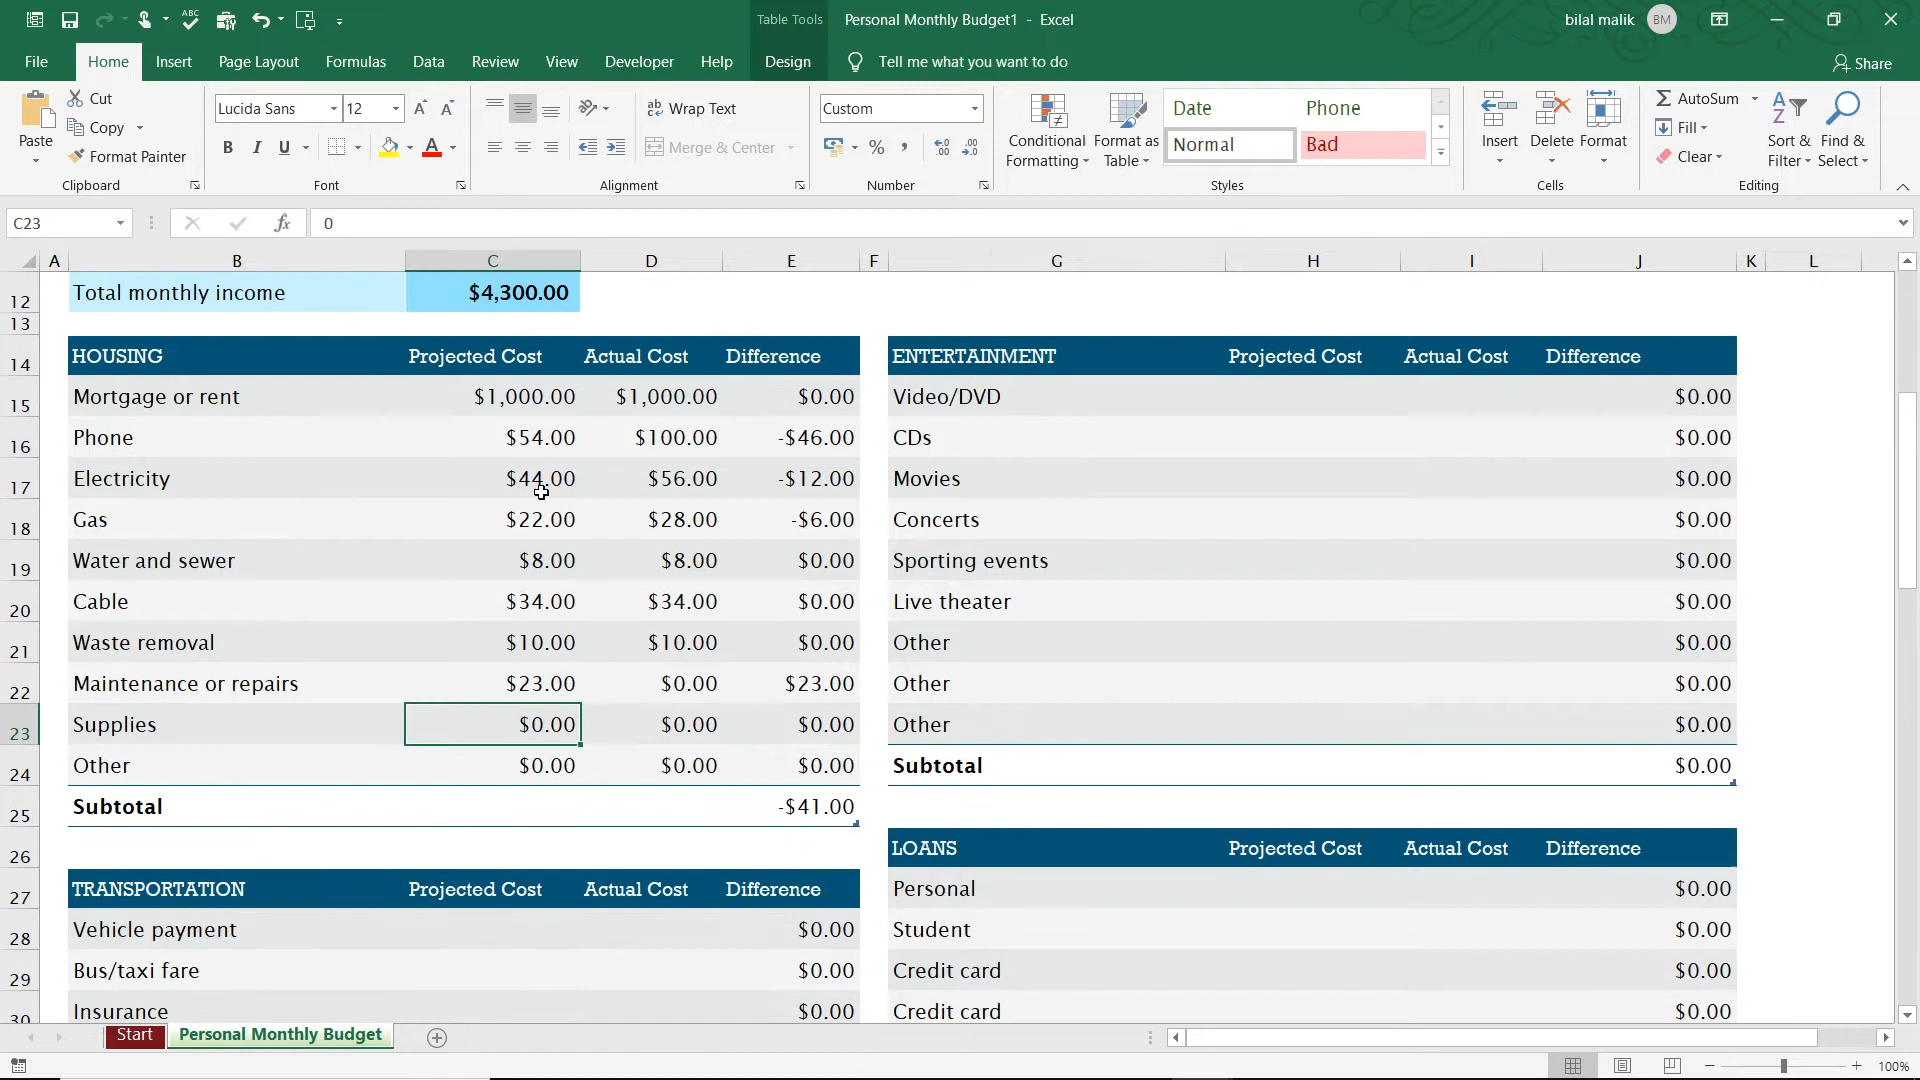 ABC
Table Tools
Personal Monthly Budget1 - Excel
bilal malik BM
File Home Insert Page Layout Formulas Data Review View Developer Help Design Tell me what you want to do Share
Paste
Cut
Copy
Format Painter
Clipboard
Lucida Sans 12 A A
B I U A
Font
ab Wrap Text
Merge & Center
Alignment
Custom
% , .00
Number
Conditional Formatting
Format as Table
Date Phone
Normal Bad
Styles
Insert Delete Format
Cells
AutoSum
Fill
Clear
Sort & Filter
Find & Select
Editing
C23 fx 0
A B C D E F G H I J K L
12 Total monthly income $4,300.00
13
14 HOUSING Projected Cost Actual Cost Difference ENTERTAINMENT Projected Cost Actual Cost Difference
15 Mortgage or rent $1,000.00 $1,000.00 $0.00 Video/DVD $0.00
16 Phone $54.00 $100.00 -$46.00 CDs $0.00
17 Electricity $44.00 $56.00 -$12.00 Movies $0.00
18 Gas $22.00 $28.00 -$6.00 Concerts $0.00
19 Water and sewer $8.00 $8.00 $0.00 Sporting events $0.00
20 Cable $34.00 $34.00 $0.00 Live theater $0.00
21 Waste removal $10.00 $10.00 $0.00 Other $0.00
22 Maintenance or repairs $23.00 $0.00 $23.00 Other $0.00
23 Supplies $0.00 $0.00 $0.00 Other $0.00
24 Other $0.00 $0.00 $0.00 Subtotal $0.00
25 Subtotal -$41.00
26 LOANS Projected Cost Actual Cost Difference
27 TRANSPORTATION Projected Cost Actual Cost Difference Personal $0.00
28 Vehicle payment $0.00 Student $0.00
29 Bus/taxi fare $0.00 Credit card $0.00
30 Insurance $0.00 Credit card $0.00
Start Personal Monthly Budget
100%